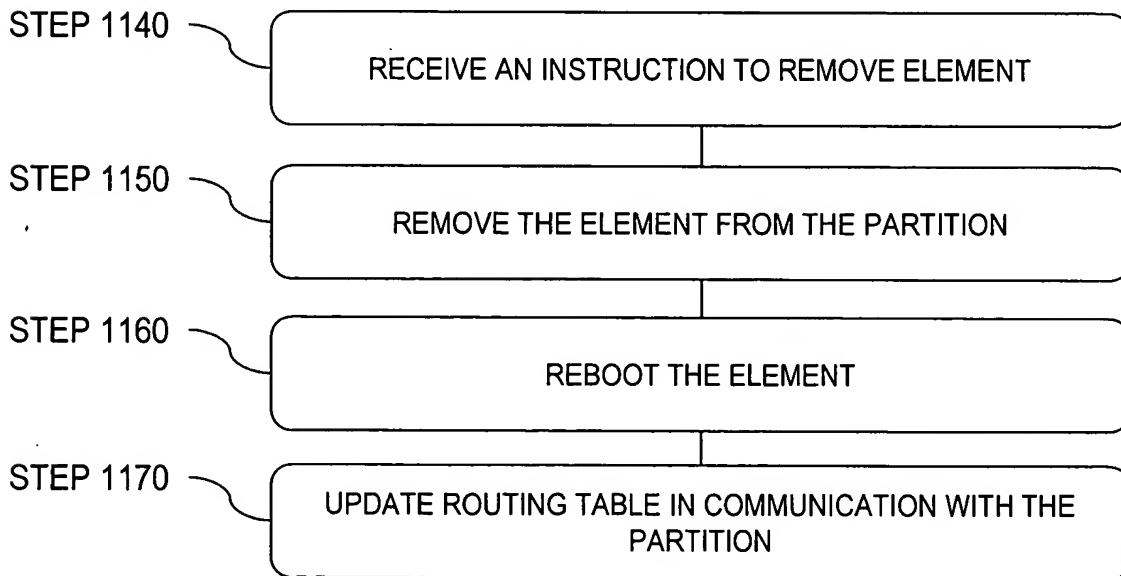 STEP 1140
RECEIVE AN INSTRUCTION TO REMOVE ELEMENT
STEP 1150
REMOVE THE ELEMENT FROM THE PARTITION
STEP 1160
REBOOT THE ELEMENT
STEP 1170
UPDATE ROUTING TABLE IN COMMUNICATION WITH THE
PARTITION